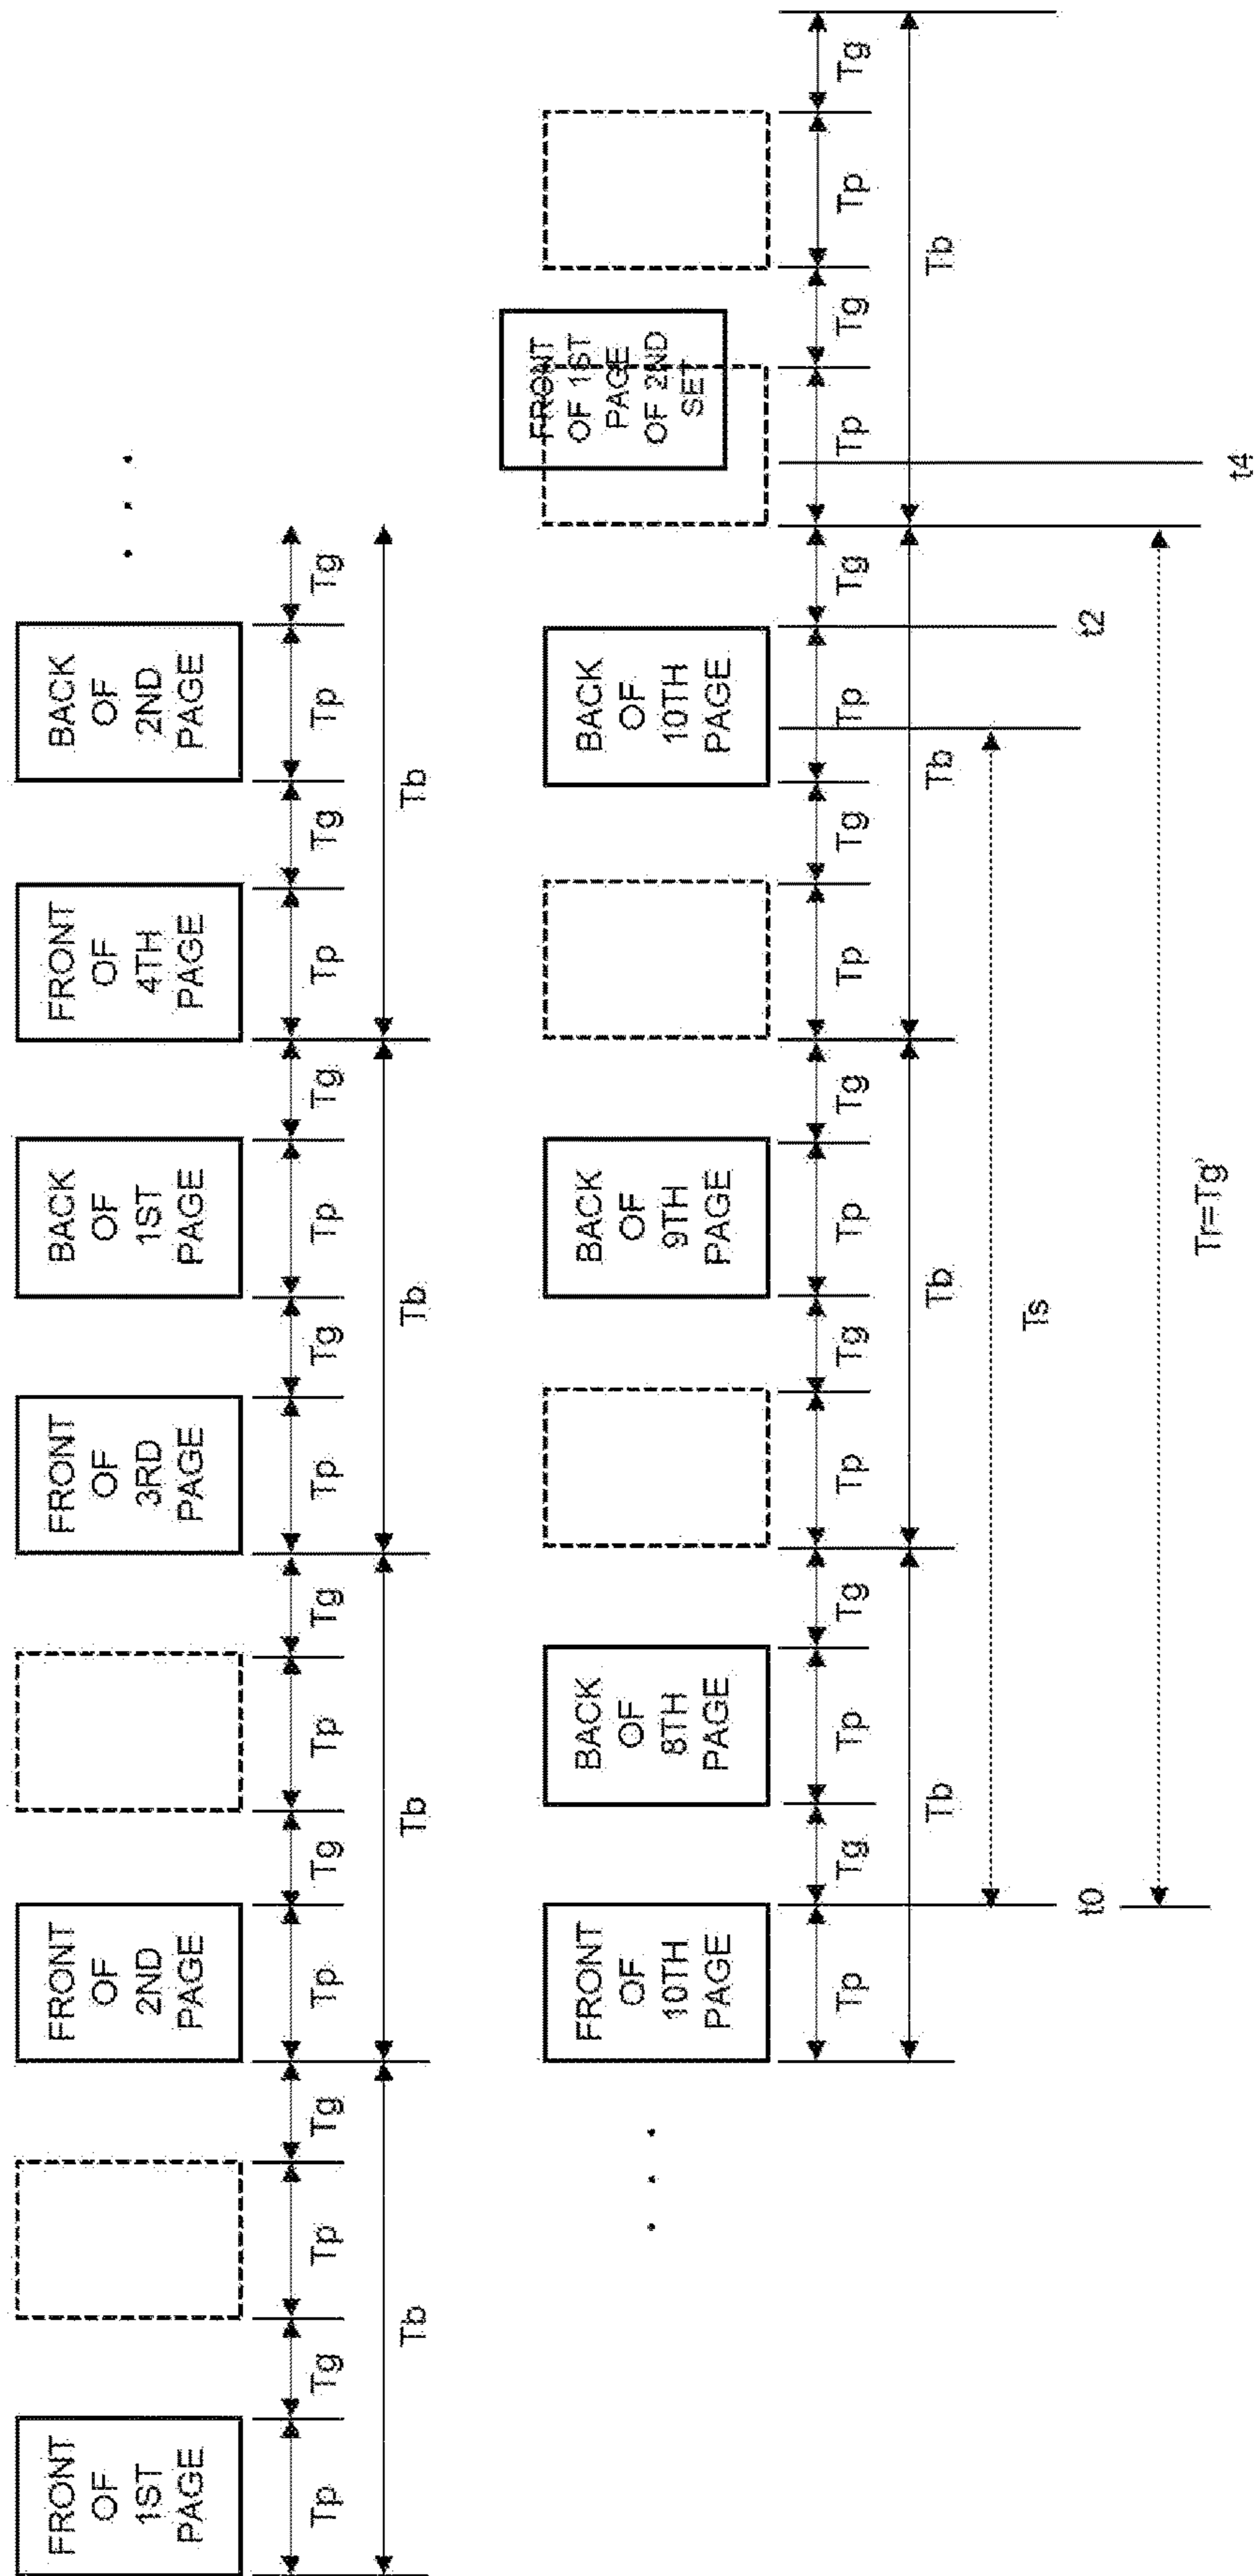 FRONT
OF
1ST
PAGE
FRONT
OF
2ND
PAGE
FRONT
OF
3RD
PAGE
BACK
OF
1ST
PAGE
FRONT
OF
4TH
PAGE
BACK
OF
2ND
PAGE
. . .
Tp Tg Tp Tg Tp Tg Tp Tg Tp Tg Tp Tg Tp Tg Tp Tg
Tb Tb Tb Tb
. . .
FRONT
OF
10TH
PAGE
BACK
OF
8TH
PAGE
BACK
OF
9TH
PAGE
BACK
OF
10TH
PAGE
FRONT
OF 1ST
PAGE
OF 2ND
SET
Tp Tg Tp Tg Tp Tg Tp Tg Tp Tg Tp Tg Tp Tg Tp Tg
Tb Tb Tb Tb
Ts
t0 t2
Tr=Tg'
t4